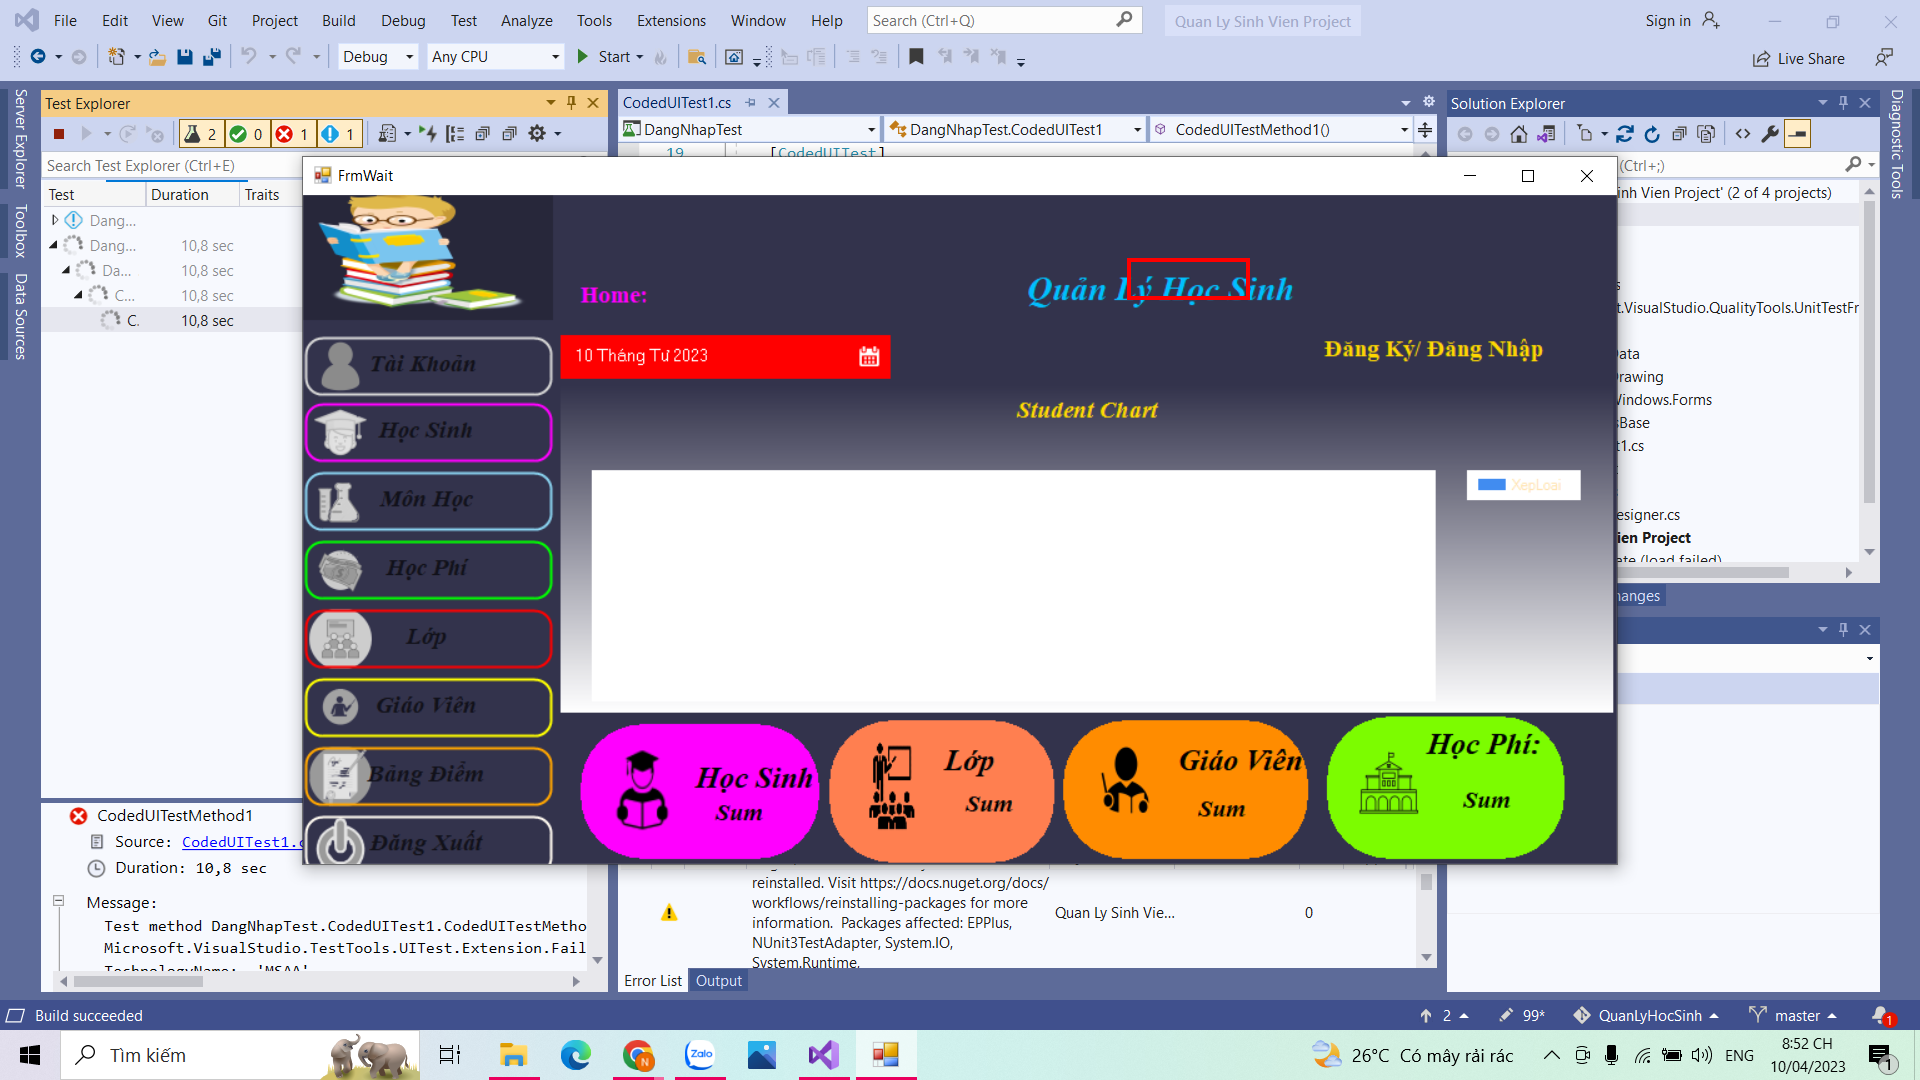 File Edit View Git Project Build Debug Test Analyze Tools Extensions Window Help Search (Ctrl+Q) Quan Ly Sinh Vien Project Sign in
Debug Any CPU Start Live Share
Server Explorer
Toolbox
Data Sources
Test Explorer
2 0 1 1
Search Test Explorer (Ctrl+E)
Test Duration Traits
Dang...
Dang... 10,8 sec
Da... 10,8 sec
C... 10,8 sec
C. 10,8 sec
CodedUITest1.cs
DangNhapTest DangNhapTest.CodedUITest1 CodedUITestMethod1()
19 [CodedUITest]
Solution Explorer
Diagnostic Tools
(Ctrl+;)
inh Vien Project' (2 of 4 projects)
t.VisualStudio.QualityTools.UnitTestFr
ata
rawing
Vindows.Forms
sBase
t1.cs
esigner.cs
ien Project
ate (load failed)
hanges
FrmWait
Home:
Quản Lý Học Sinh
10 Tháng Tư 2023
Đăng Ký/ Đăng Nhập
Student Chart
XepLoai
Tài Khoản
Học Sinh
Môn Học
Học Phí
Lớp
Giáo Viên
Bảng Điểm
Đăng Xuất
Học Sinh
Sum
Lớp
Sum
Giáo Viên
Sum
Học Phí:
Sum
CodedUITestMethod1
Source: CodedUITest1.c
Duration: 10,8 sec
Message:
Test method DangNhapTest.CodedUITest1.CodedUITestMetho
Microsoft.VisualStudio.TestTools.UITest.Extension.Fail
TechnologyName: 'MSAA'
reinstalled. Visit https://docs.nuget.org/docs/
workflows/reinstalling-packages for more
information. Packages affected: EPPlus,
NUnit3TestAdapter, System.IO,
System.Runtime.
Quan Ly Sinh Vie... 0
Error List Output
Build succeeded 2 99* QuanLyHocSinh master 1
Tìm kiếm Zalo N 26°C Có mây rải rác ENG 8:52 CH
10/04/2023 1